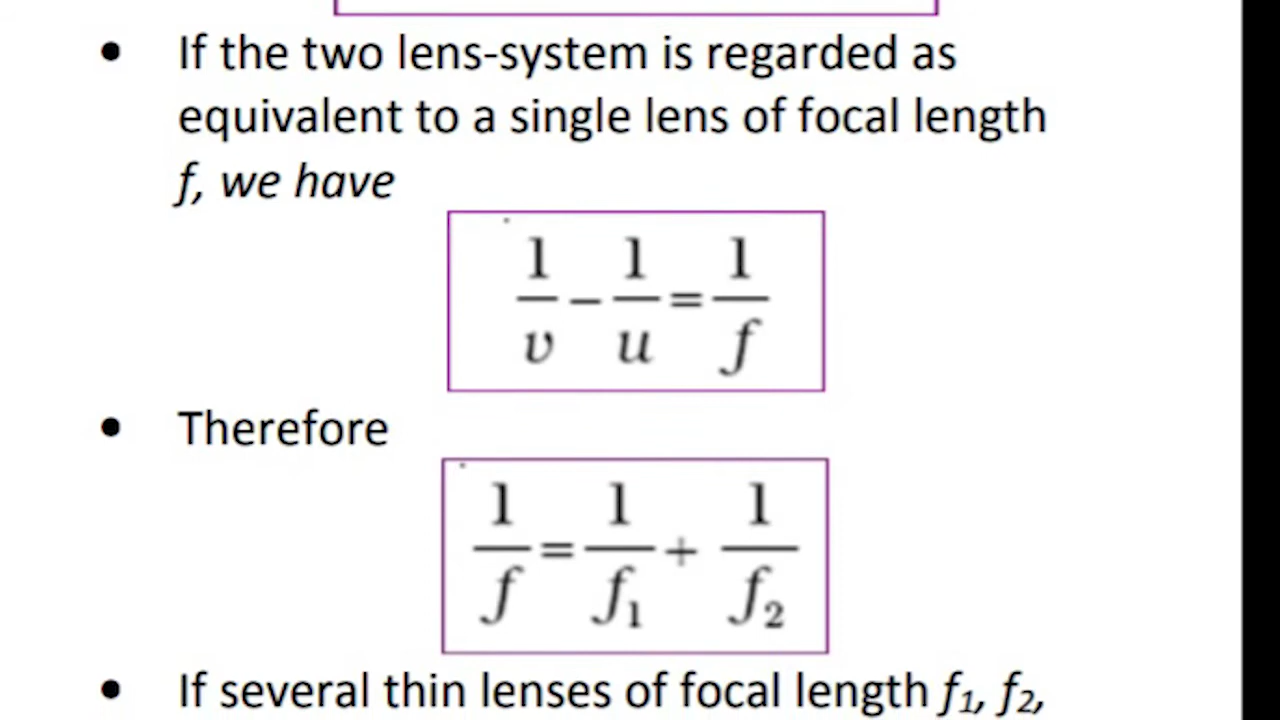 • If the two lens-system is regarded as
equivalent to a single lens of focal length
f, we have
1/v − 1/u = 1/f
• Therefore
1/f = 1/f₁ + 1/f₂
• If several thin lenses of focal length f₁, f₂,